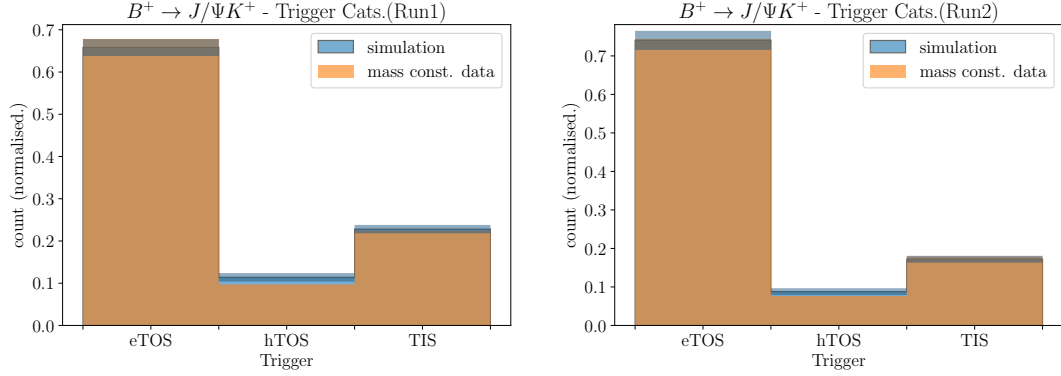 B⁺ → J/ΨK⁺ - Trigger Cats.(Run1)
simulation
mass const. data
count (normalised.)
0.7
0.6
0.5
0.4
0.3
0.2
0.1
0.0
eTOS hTOS TIS
Trigger
B⁺ → J/ΨK⁺ - Trigger Cats.(Run2)
simulation
mass const. data
count (normalised.)
0.7
0.6
0.5
0.4
0.3
0.2
0.1
0.0
eTOS hTOS TIS
Trigger